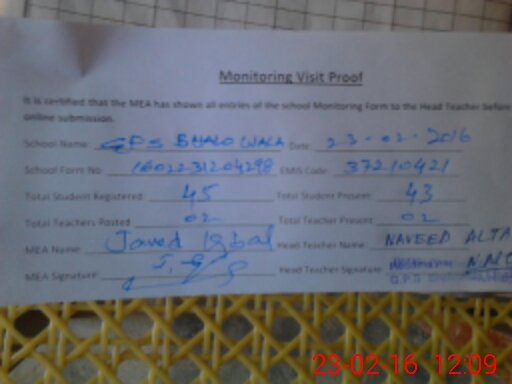 Monitoring Visit Proof
It is certified that the MEA has shown all entries of the school Monitoring Form to the Head Teacher before
online submission.
School Name: GPS BHALO WALA Date: 23-02-2016
School Form No: 1602231204298 EMIS Code: 37210421
Total Student Registered: 45 Total Student Present: 43
Total Teachers Posted 02 Total Teacher Present 02
MEA Name: Javed Iqbal Head Teacher Name: NAVEED ALTA
MEA Signature: Head Teacher Signature:
G.P.S
23-02-16 12:09